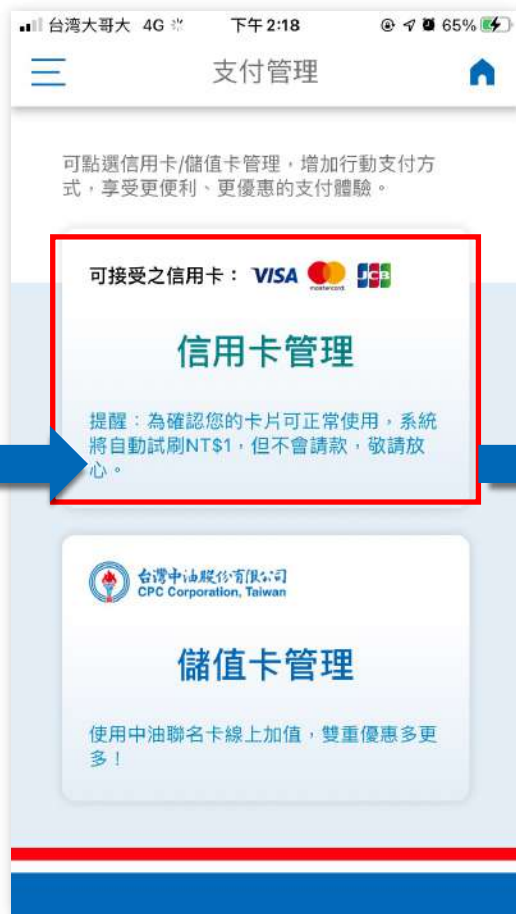 台灣大哥大 4G 下午2:18 65%
支付管理
可點選信用卡/儲值卡管理，增加行動支付方
式，享受更便利、更優惠的支付體驗。
可接受之信用卡： VISA mastercard JCB
信用卡管理
提醒：為確認您的卡片可正常使用，系統
將自動試刷NT$1，但不會請款，敬請放
心。
台灣中油股份有限公司
CPC Corporation, Taiwan
儲值卡管理
使用中油聯名卡線上加值，雙重優惠多更
多！